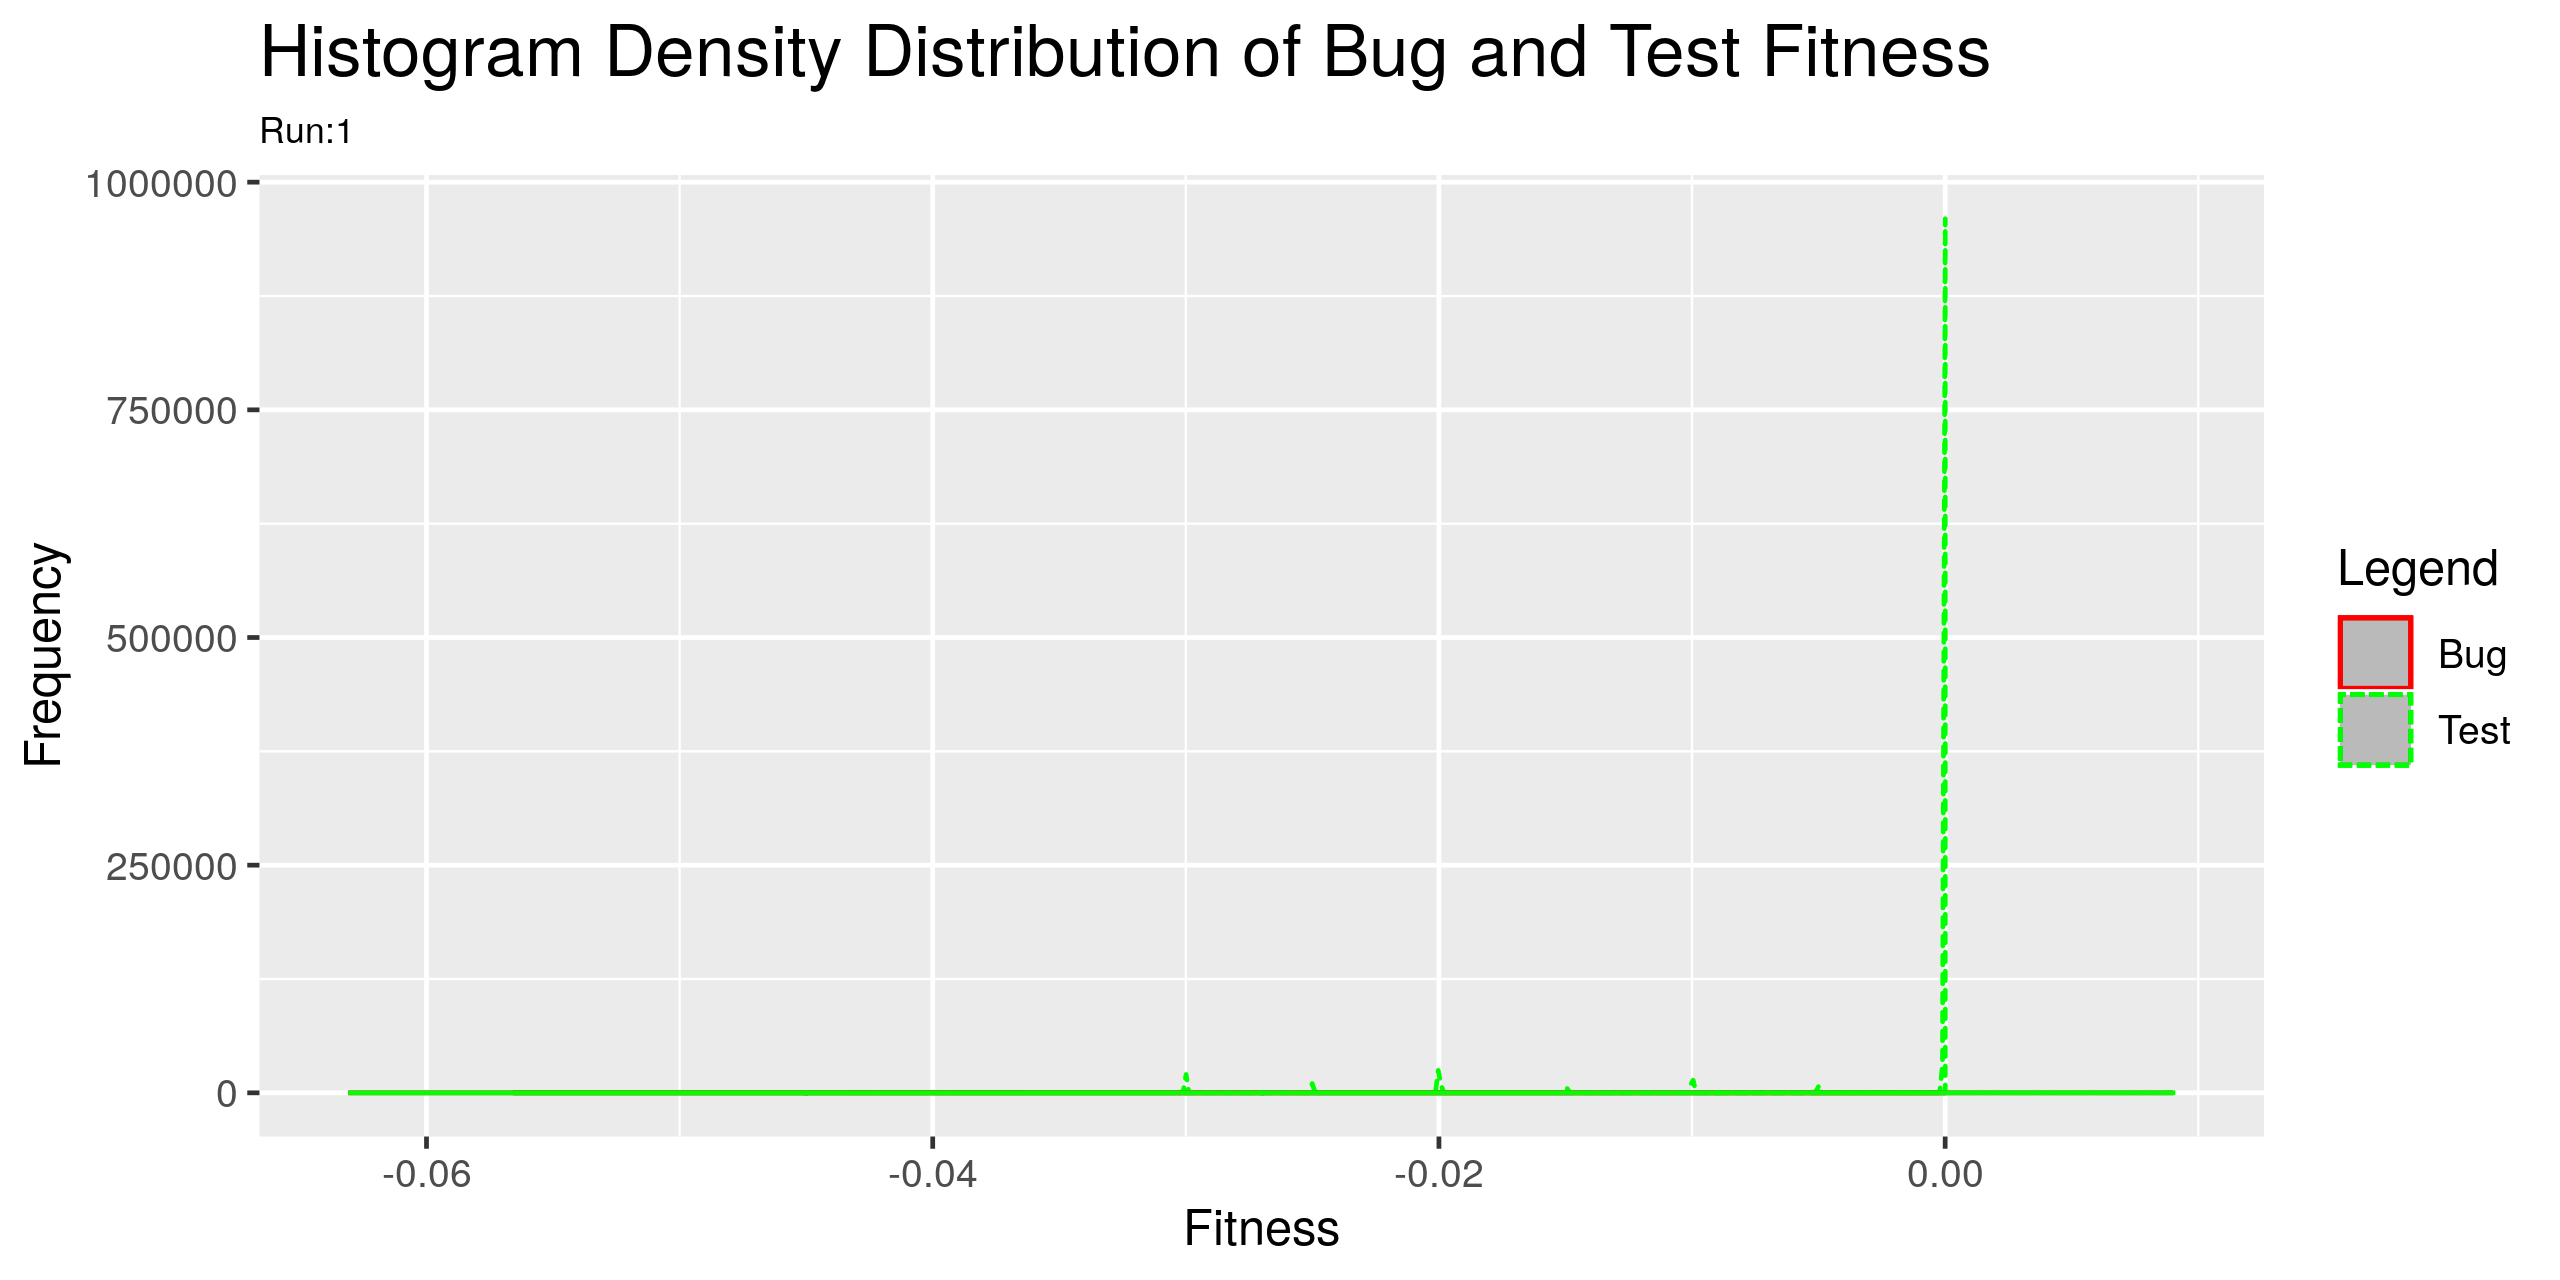 Histogram Density Distribution of Bug and Test Fitness
Run:1
1000000
750000
500000
250000
0
Frequency
-0.06
-0.04
-0.02
0.00
Fitness
Legend
Bug
Test